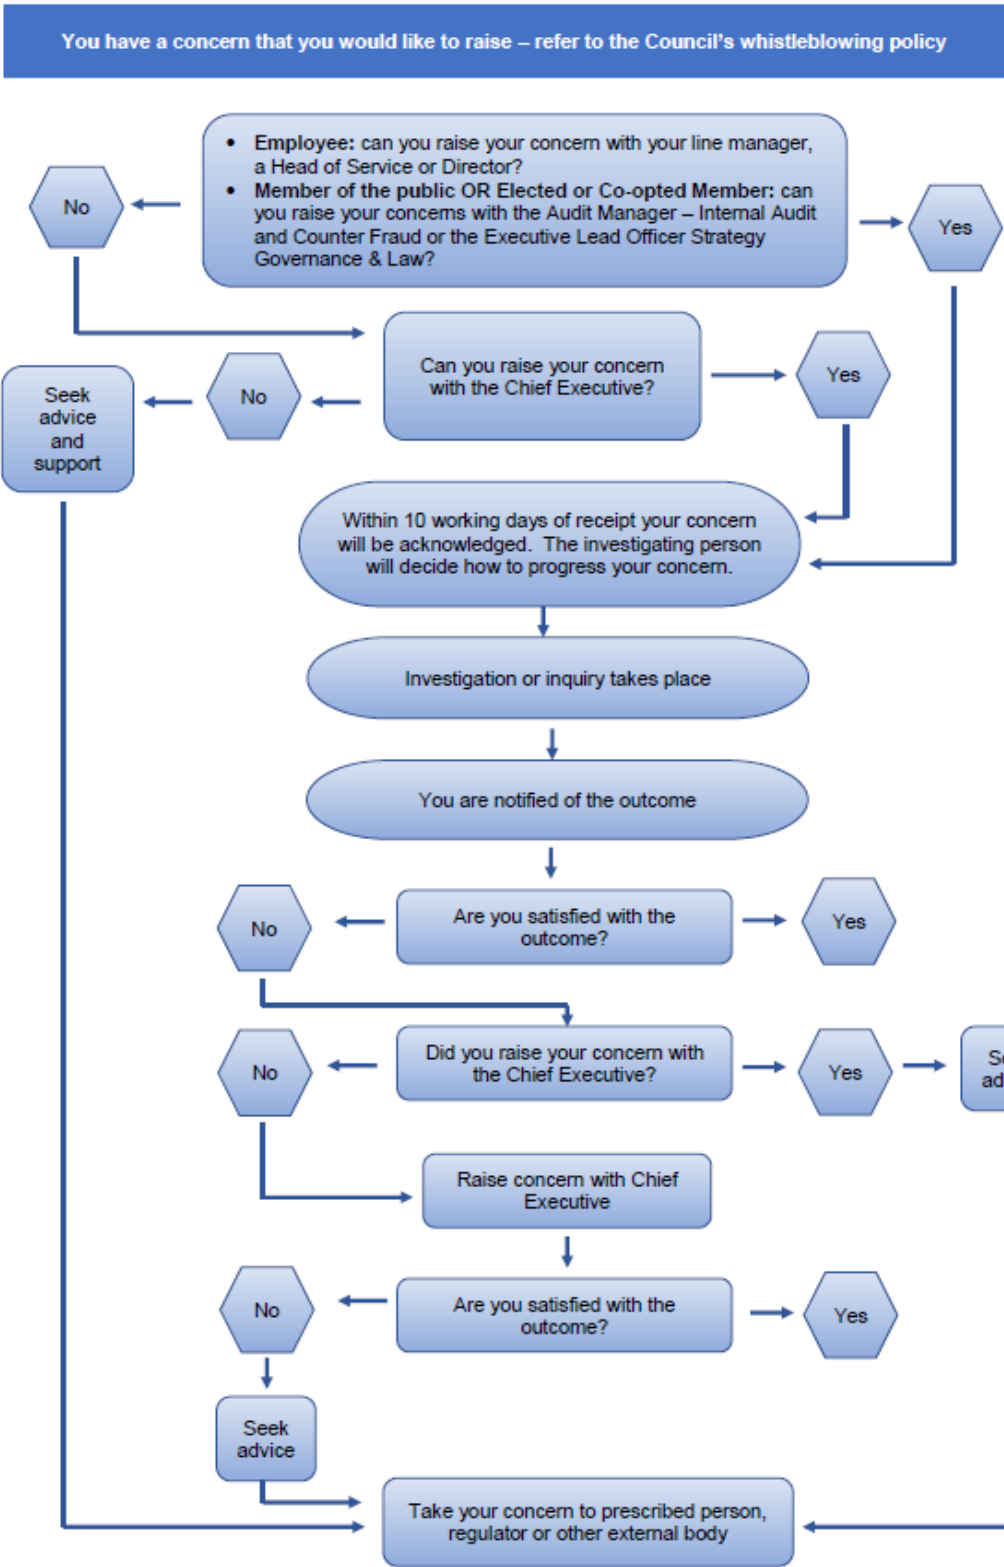 You have a concern that you would like to raise – refer to the Council's whistleblowing policy
• Employee: can you raise your concern with your line manager,
a Head of Service or Director?
• Member of the public OR Elected or Co-opted Member: can
you raise your concerns with the Audit Manager – Internal Audit
and Counter Fraud or the Executive Lead Officer Strategy
Governance & Law?
No
Yes
Can you raise your concern
with the Chief Executive?
Yes
No
Seek
advice
and
support
Within 10 working days of receipt your concern
will be acknowledged. The investigating person
will decide how to progress your concern.
Investigation or inquiry takes place
You are notified of the outcome
Are you satisfied with the
outcome?
No
Yes
Did you raise your concern with
the Chief Executive?
No
Yes
Raise concern with Chief
Executive
Are you satisfied with the
outcome?
No
Yes
Seek
advice
Take your concern to prescribed person,
regulator or other external body